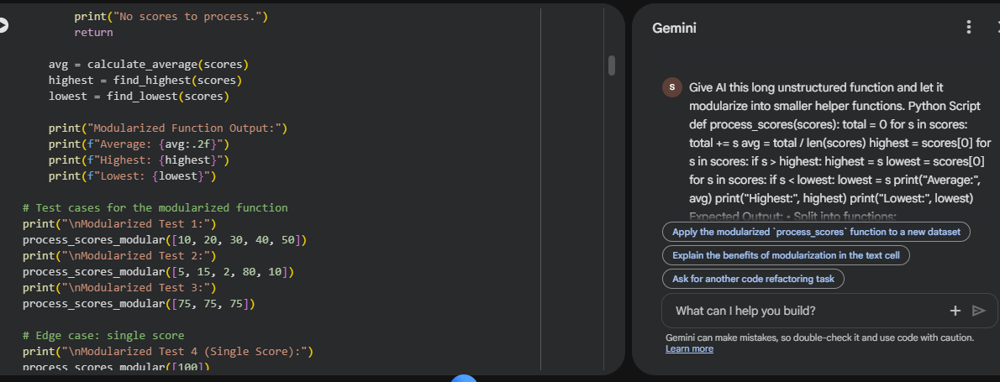 print("No scores to process.")
return
avg = calculate_average(scores)
highest = find_highest(scores)
lowest = find_lowest(scores)
print("Modularized Function Output:")
print(f"Average: {avg:.2f}")
print(f"Highest: {highest}")
print(f"Lowest: {lowest}")
# Test cases for the modularized function
print("\nModularized Test 1:")
process_scores_modular([10, 20, 30, 40, 50])
print("\nModularized Test 2:")
process_scores_modular([5, 15, 2, 80, 10])
print("\nModularized Test 3:")
process_scores_modular([75, 75, 75])
# Edge case: single score
print("\nModularized Test 4 (Single Score):")
process_scores_modular([100])
Gemini
S
Give AI this long unstructured function and let it
modularize into smaller helper functions. Python Script
def process_scores(scores): total = 0 for s in scores:
total += s avg = total / len(scores) highest = scores[0] for
s in scores: if s > highest: highest = s lowest = scores[0]
for s in scores: if s < lowest: lowest = s print("Average:",
avg) print("Highest:", highest) print("Lowest:", lowest)
Expected Output: • Split into functions:
Apply the modularized `process_scores` function to a new dataset
Explain the benefits of modularization in the text cell
Ask for another code refactoring task
What can I help you build?
Gemini can make mistakes, so double-check it and use code with caution.
Learn more